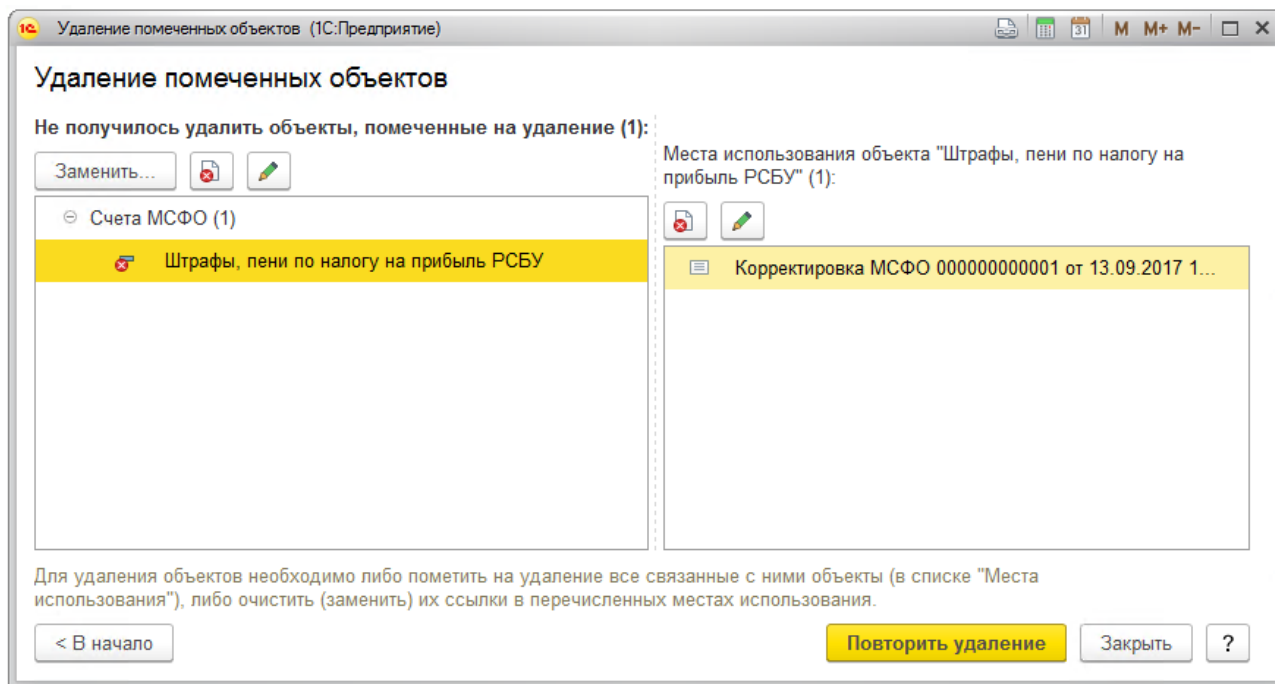 1С Удаление помеченных объектов (1С:Предприятие) 31 M M+ M-
Удаление помеченных объектов
Не получилось удалить объекты, помеченные на удаление (1):
Заменить...
Счета МСФО (1)
Штрафы, пени по налогу на прибыль РСБУ
Места использования объекта "Штрафы, пени по налогу на
прибыль РСБУ" (1):
Корректировка МСФО 000000000001 от 13.09.2017 1...
Для удаления объектов необходимо либо пометить на удаление все связанные с ними объекты (в списке "Места
использования"), либо очистить (заменить) их ссылки в перечисленных местах использования.
< В начало
Повторить удаление
Закрыть
?